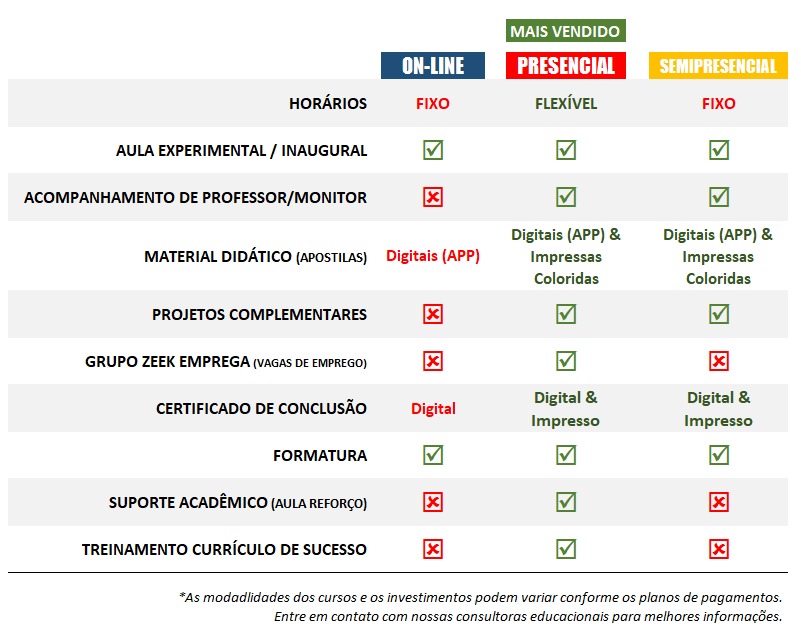 MAIS VENDIDO
ON-LINE PRESENCIAL SEMIPRESENCIAL
HORÁRIOS FIXO FLEXÍVEL FIXO
AULA EXPERIMENTAL / INAUGURAL
ACOMPANHAMENTO DE PROFESSOR/MONITOR
MATERIAL DIDÁTICO (APOSTILAS) Digitais (APP) Digitais (APP) & Impressas Coloridas Digitais (APP) & Impressas Coloridas
PROJETOS COMPLEMENTARES
GRUPO ZEEK EMPREGA (VAGAS DE EMPREGO)
CERTIFICADO DE CONCLUSÃO Digital Digital & Impresso Digital & Impresso
FORMATURA
SUPORTE ACADÊMICO (AULA REFORÇO)
TREINAMENTO CURRÍCULO DE SUCESSO
*As modadlidades dos cursos e os investimentos podem variar conforme os planos de pagamentos.
Entre em contato com nossas consultoras educacionais para melhores informações.